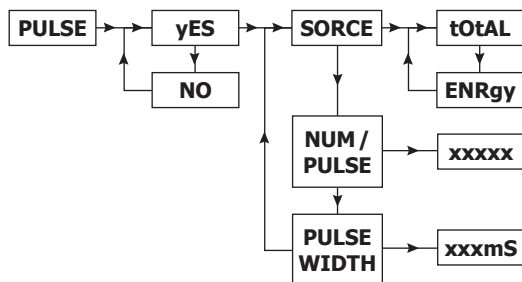 PULSE
yES
SORCE
tOtAL
NO
ENRgy
NUM /
PULSE
xxxxx
PULSE
WIDTH
xxxmS